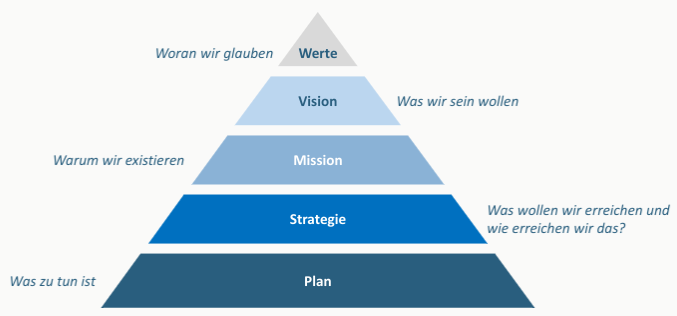 Woran wir glauben
Werte
Vision
Was wir sein wollen
Warum wir existieren
Mission
Strategie
Was wollen wir erreichen und
wie erreichen wir das?
Was zu tun ist
Plan